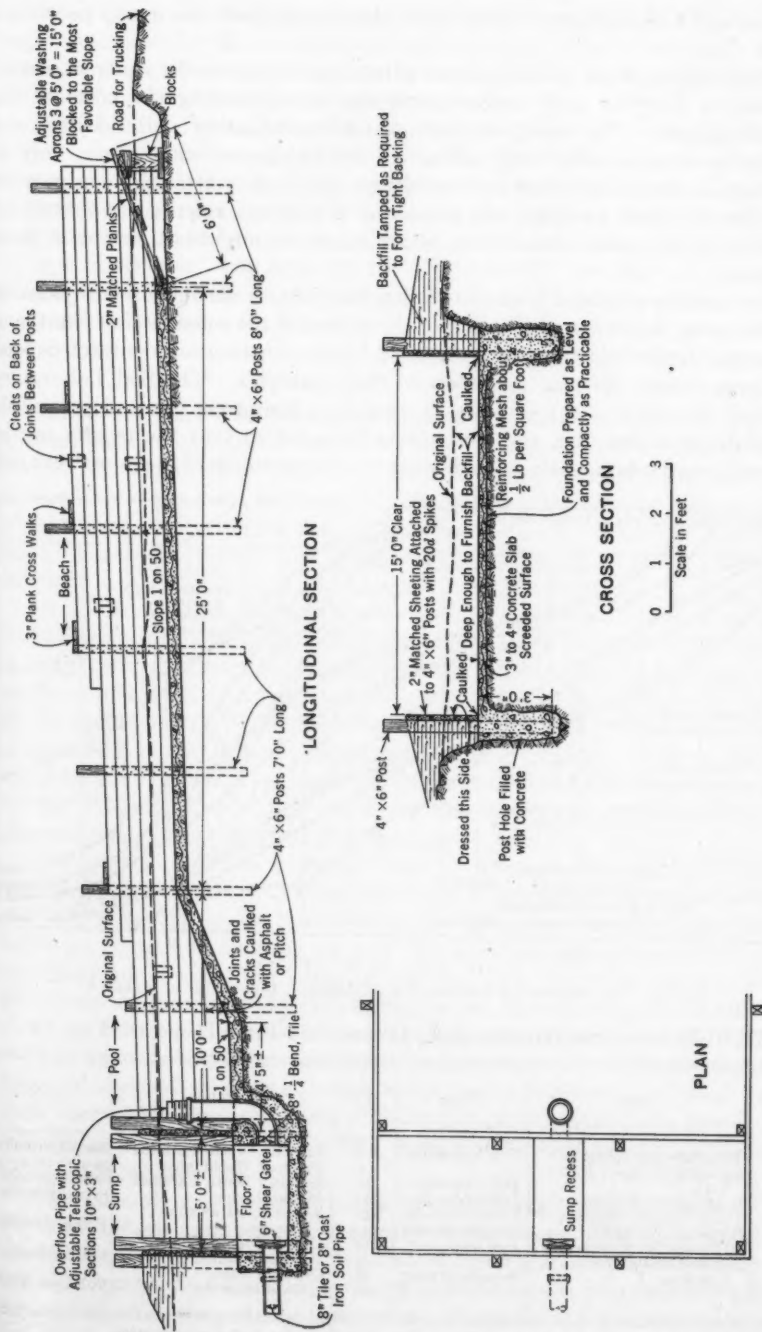 Overflow Pipe with
Adjustable Telescopic
Sections 10" ×3"
Sump
Pool
Original Surface
3" Plank Cross Walks
Beach
Cleats on Back of
Joints Between Posts
2" Matched Planks
Adjustable Washing
Aprons 3 @ 5'0" = 15'0"
Blocked to the Most
Favorable Slope
Road for Trucking
Blocks
6'0"
Slope 1 on 50
25'0"
10'0"
1 on 50
4'5"±
5'0"±
Floor
6" Shear Gate
8" Tile or 8" Cast
Iron Soil Pipe
Bend Tile
Joints and
Cracks Caulked
with Asphalt
or Pitch
4" ×6" Posts 7'0" Long
4" ×6" Posts 8'0" Long
LONGITUDINAL SECTION
4" ×6" Post
2" Matched Sheeting Attached
to 4" ×6" Posts with 20d Spikes
15'0" Clear
Backfill Tamped as Required
to Form Tight Backing
Original Surface
Dressed this Side
Caulked
Deep Enough to Furnish Backfill
Caulked
3" to 4" Concrete Slab
Screeded Surface
Reinforcing Mesh about
1/2 Lb per Square Foot
Post Hole Filled
with Concrete
Foundation Prepared as Level
and Compactly as Practicable
CROSS SECTION
0 1 2 3
Scale in Feet
Sump Recess
PLAN